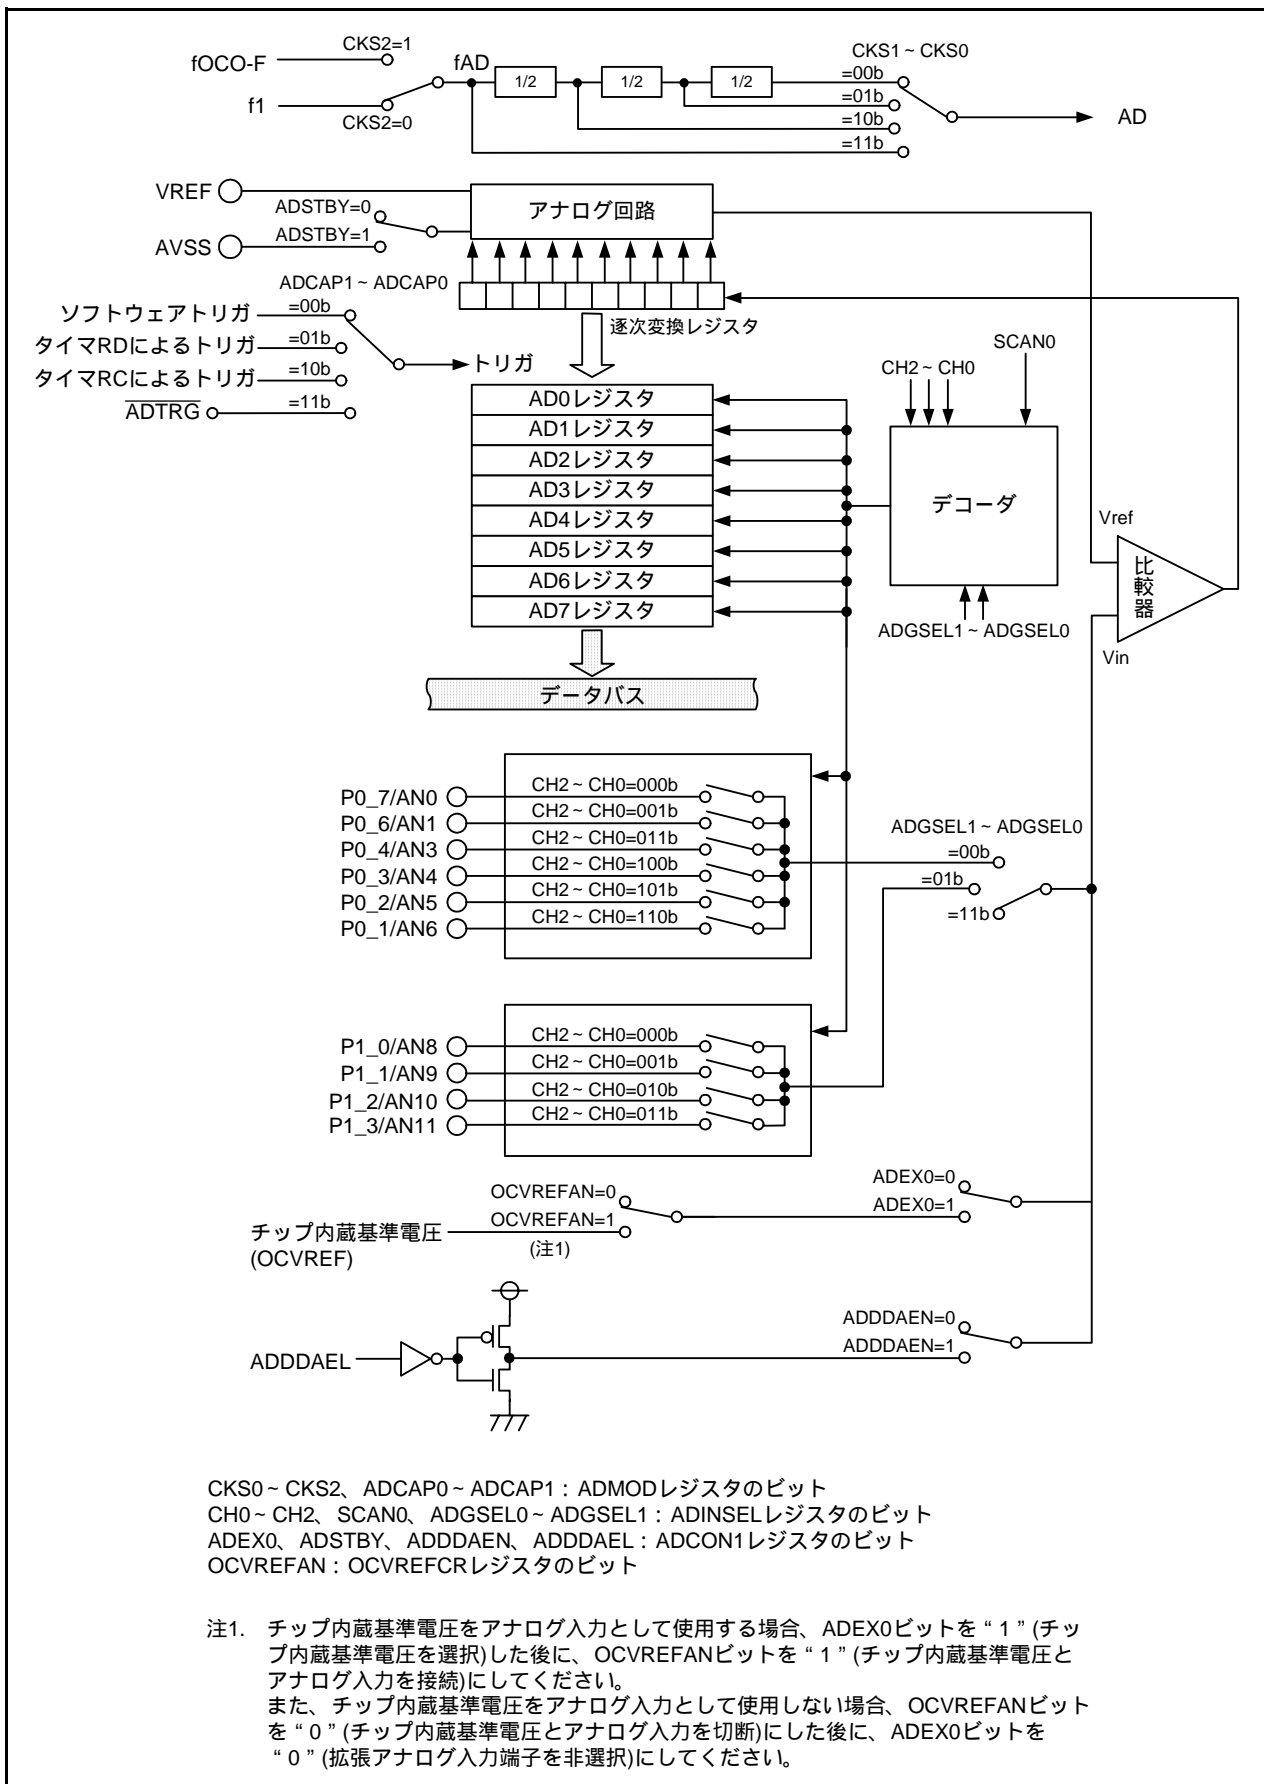 CKS2=1
fOCO-F
f1
CKS2=0
fAD
1/2
1/2
1/2
CKS1 ~ CKS0
=00b
=01b
=10b
=11b
AD
VREF
ADSTBY=0
AVSS
ADSTBY=1
アナログ回路
ADCAP1 ~ ADCAP0
ソフトウェアトリガ
=00b
タイマRDによるトリガ
=01b
タイマRCによるトリガ
=10b
ADTRG
=11b
トリガ
逐次変換レジスタ
AD0レジスタ
AD1レジスタ
AD2レジスタ
AD3レジスタ
AD4レジスタ
AD5レジスタ
AD6レジスタ
AD7レジスタ
データバス
SCAN0
CH2 ~ CH0
デコーダ
ADGSEL1 ~ ADGSEL0
Vref
比較器
Vin
P0_7/AN0
CH2 ~ CH0=000b
P0_6/AN1
CH2 ~ CH0=001b
P0_4/AN3
CH2 ~ CH0=011b
P0_3/AN4
CH2 ~ CH0=100b
P0_2/AN5
CH2 ~ CH0=101b
P0_1/AN6
CH2 ~ CH0=110b
ADGSEL1 ~ ADGSEL0
=00b
=01b
=11b
P1_0/AN8
CH2 ~ CH0=000b
P1_1/AN9
CH2 ~ CH0=001b
P1_2/AN10
CH2 ~ CH0=010b
P1_3/AN11
CH2 ~ CH0=011b
OCVREFAN=0
OCVREFAN=1
(注1)
チップ内蔵基準電圧
(OCVREF)
ADEX0=0
ADEX0=1
ADDDAEL
ADDDAEN=0
ADDDAEN=1
CKS0 ~ CKS2、ADCAP0 ~ ADCAP1 : ADMODレジスタのビット
CH0 ~ CH2、SCAN0、ADGSEL0 ~ ADGSEL1 : ADINSELレジスタのビット
ADEX0、ADSTBY、ADDDAEN、ADDDAEL : ADCON1レジスタのビット
OCVREFAN : OCVREFCRレジスタのビット
注1. チップ内蔵基準電圧をアナログ入力として使用する場合、ADEX0ビットを“1”(チッ
プ内蔵基準電圧を選択)した後に、OCVREFANビットを“1”(チップ内蔵基準電圧と
アナログ入力を接続)にしてください。
また、チップ内蔵基準電圧をアナログ入力として使用しない場合、OCVREFANビット
を“0”(チップ内蔵基準電圧とアナログ入力を切断)にした後に、ADEX0ビットを
“0”(拡張アナログ入力端子を非選択)にしてください。